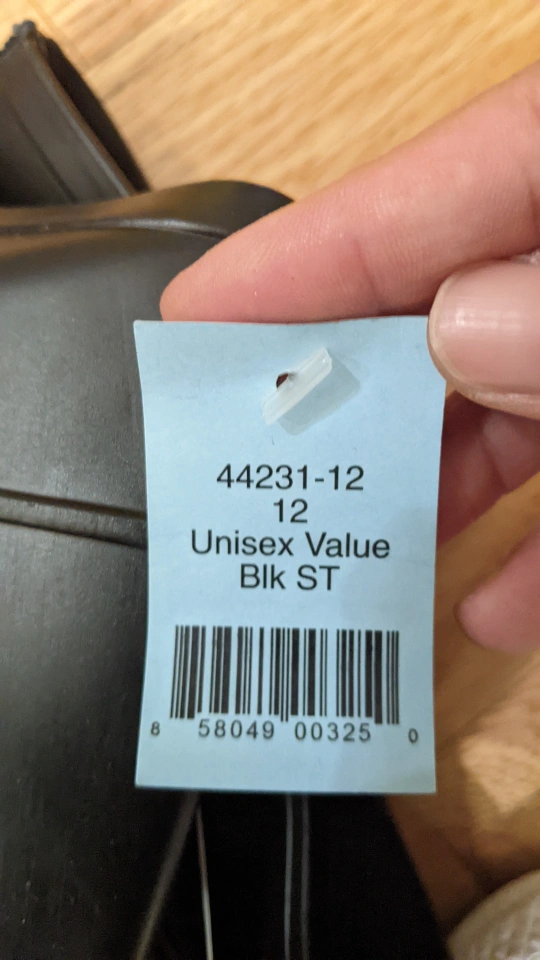 44231-12
12
Unisex Value
Blk ST
8 58049 00325 0